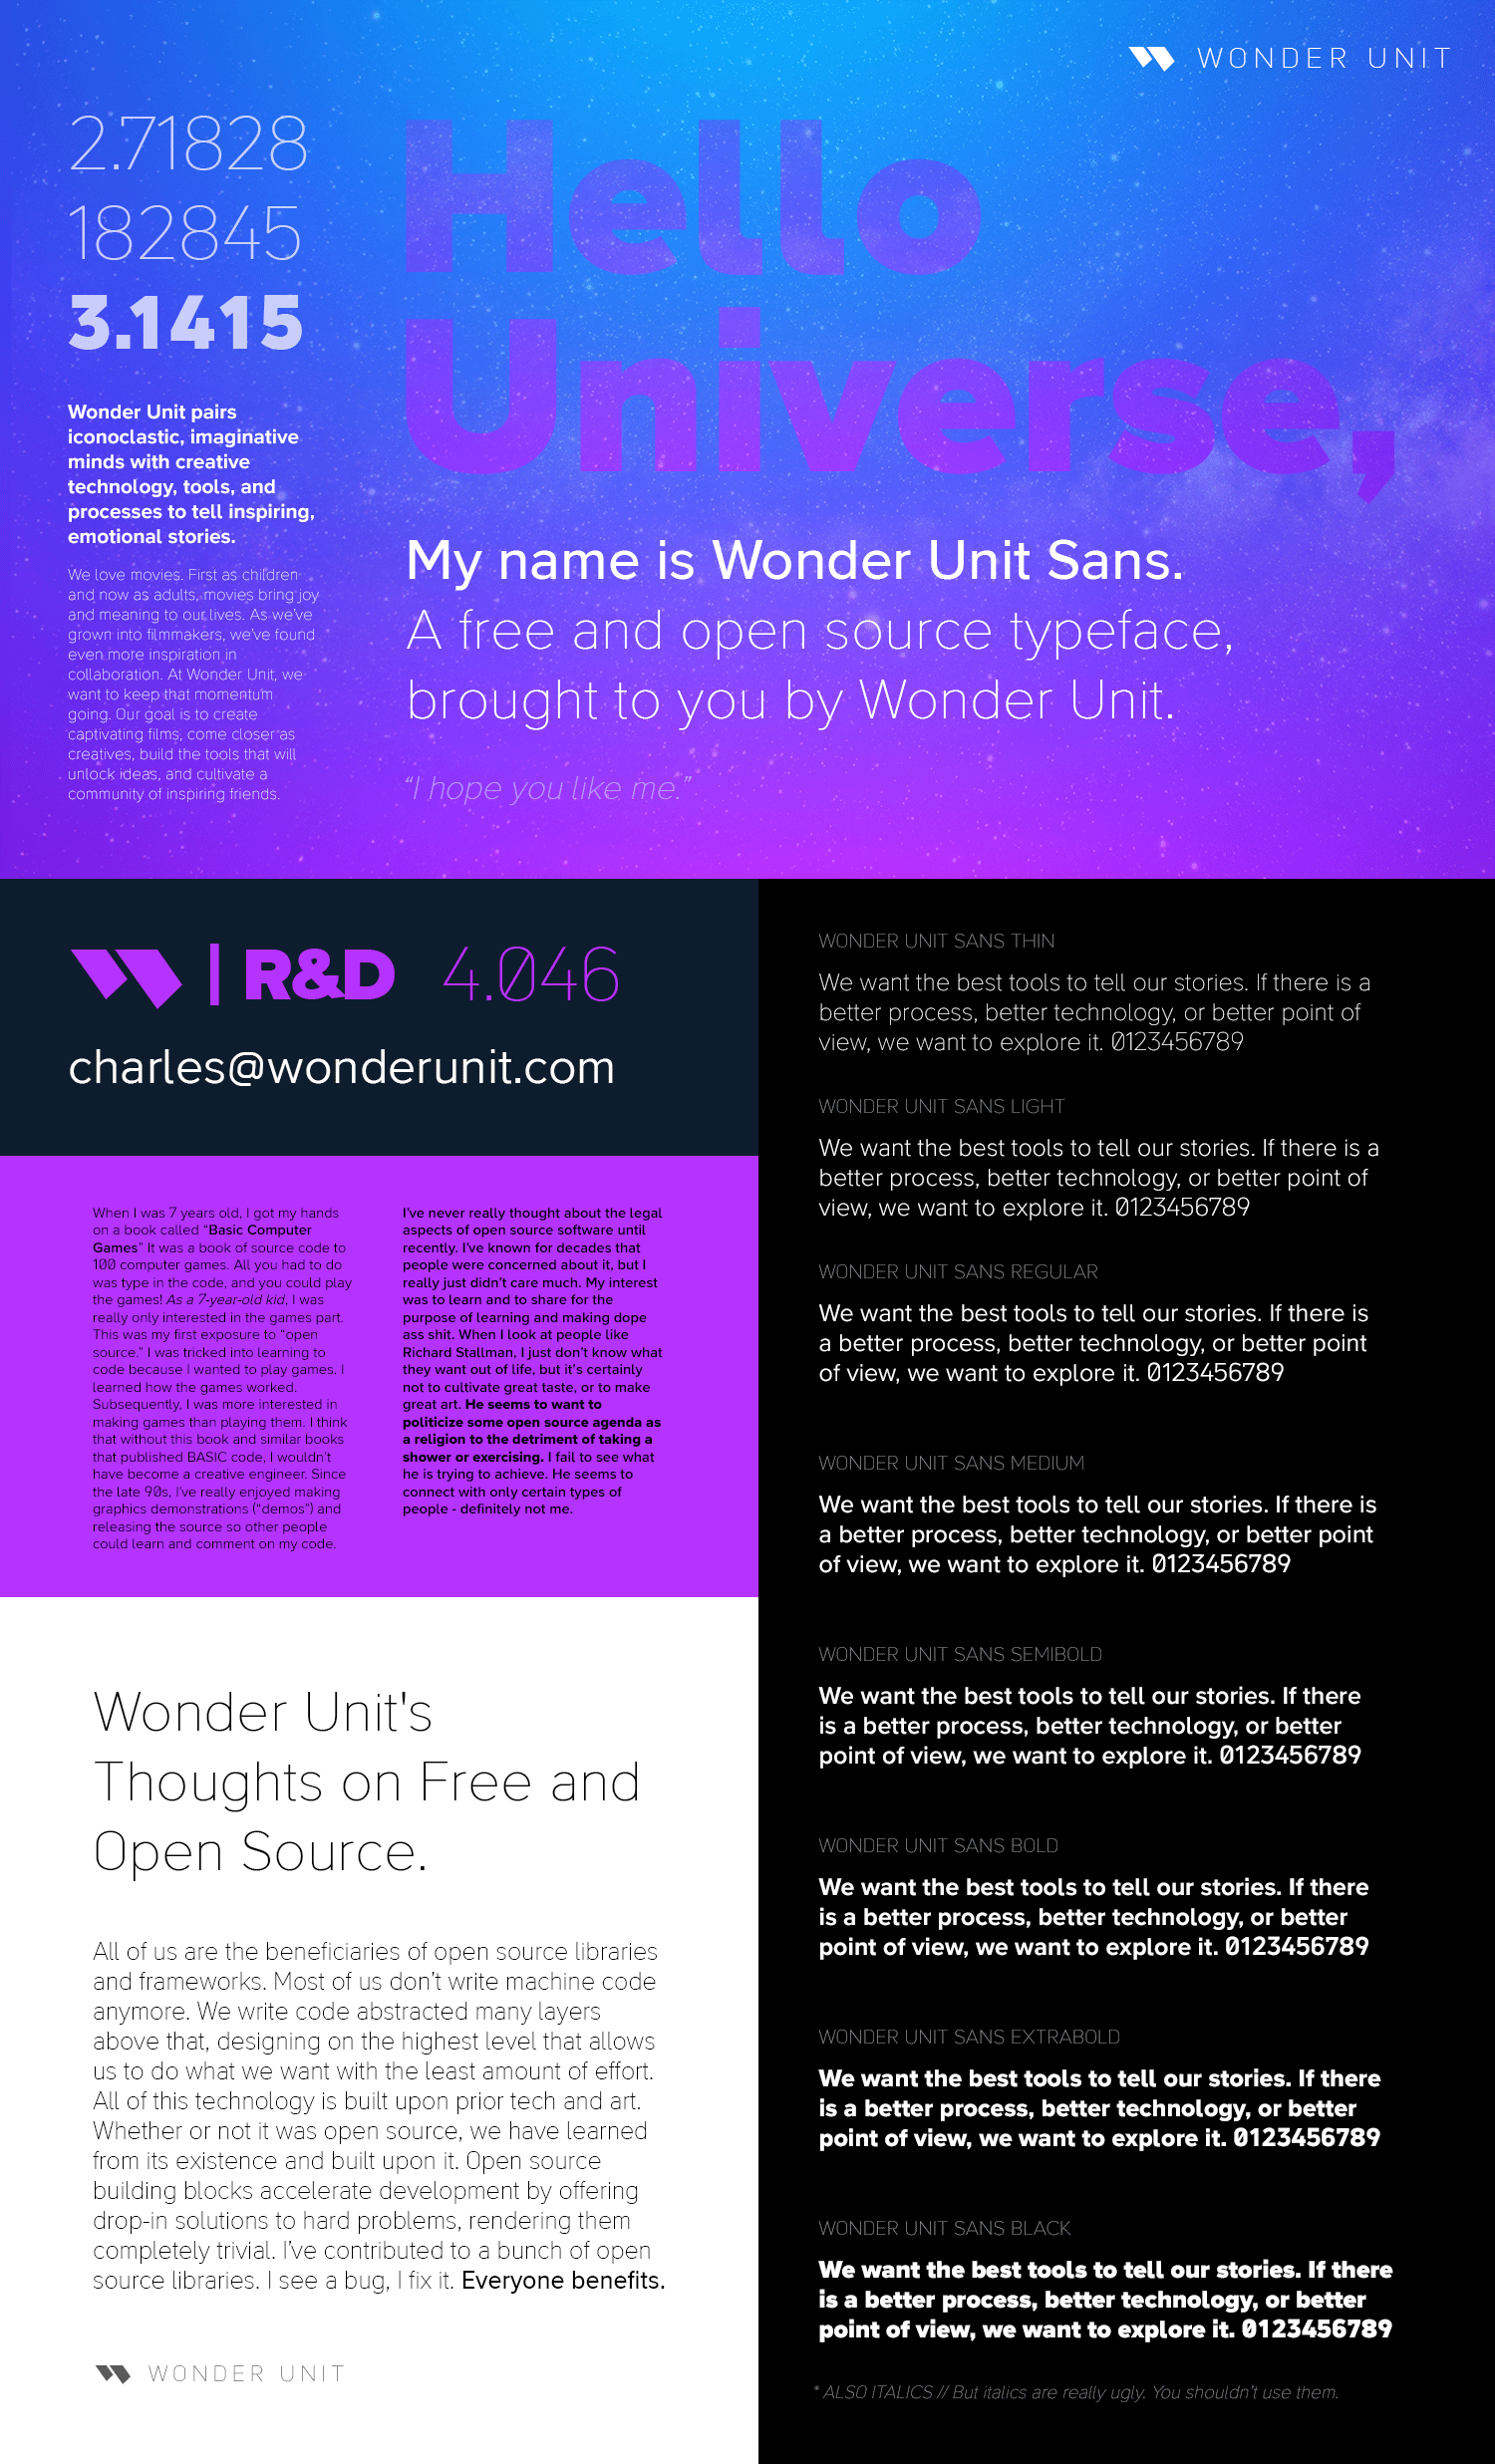 WONDER UNIT
2.71828
182845
3.1415
Wonder Unit pairs
iconoclastic, imaginative
minds with creative
technology, tools, and
processes to tell inspiring,
emotional stories.
We love movies. First as children
and now as adults, movies bring joy
and meaning to our lives. As we've
grown into filmmakers, we've found
even more inspiration in
collaboration. At Wonder Unit, we
want to keep that momentum
going. Our goal is to create
captivating films, come closer as
creatives, build the tools that will
unlock ideas, and cultivate a
community of inspiring friends.
Hello
Universe,
My name is Wonder Unit Sans.
A free and open source typeface,
brought to you by Wonder Unit.
“I hope you like me.”
| R&D 4.046
charles@wonderunit.com
When I was 7 years old, I got my hands
on a book called “Basic Computer
Games” It was a book of source code to
100 computer games. All you had to do
was type in the code, and you could play
the games! As a 7-year-old kid, I was
really only interested in the games part.
This was my first exposure to “open
source.” I was tricked into learning to
code because I wanted to play games. I
learned how the games worked.
Subsequently, I was more interested in
making games than playing them. I think
that without this book and similar books
that published BASIC code, I wouldn't
have become a creative engineer. Since
the late 90s, I've really enjoyed making
graphics demonstrations (“demos”) and
releasing the source so other people
could learn and comment on my code.
I've never really thought about the legal
aspects of open source software until
recently. I've known for decades that
people were concerned about it, but I
really just didn't care much. My interest
was to learn and to share for the
purpose of learning and making dope
ass shit. When I look at people like
Richard Stallman, I just don't know what
they want out of life, but it's certainly
not to cultivate great taste, or to make
great art. He seems to want to
politicize some open source agenda as
a religion to the detriment of taking a
shower or exercising. I fail to see what
he is trying to achieve. He seems to
connect with only certain types of
people - definitely not me.
Wonder Unit's
Thoughts on Free and
Open Source.
All of us are the beneficiaries of open source libraries
and frameworks. Most of us don't write machine code
anymore. We write code abstracted many layers
above that, designing on the highest level that allows
us to do what we want with the least amount of effort.
All of this technology is built upon prior tech and art.
Whether or not it was open source, we have learned
from its existence and built upon it. Open source
building blocks accelerate development by offering
drop-in solutions to hard problems, rendering them
completely trivial. I've contributed to a bunch of open
source libraries. I see a bug, I fix it. Everyone benefits.
WONDER UNIT
WONDER UNIT SANS THIN
We want the best tools to tell our stories. If there is a
better process, better technology, or better point of
view, we want to explore it. 0123456789
WONDER UNIT SANS LIGHT
We want the best tools to tell our stories. If there is a
better process, better technology, or better point of
view, we want to explore it. 0123456789
WONDER UNIT SANS REGULAR
We want the best tools to tell our stories. If there is
a better process, better technology, or better point
of view, we want to explore it. 0123456789
WONDER UNIT SANS MEDIUM
We want the best tools to tell our stories. If there is
a better process, better technology, or better point
of view, we want to explore it. 0123456789
WONDER UNIT SANS SEMIBOLD
We want the best tools to tell our stories. If there
is a better process, better technology, or better
point of view, we want to explore it. 0123456789
WONDER UNIT SANS BOLD
We want the best tools to tell our stories. If there
is a better process, better technology, or better
point of view, we want to explore it. 0123456789
WONDER UNIT SANS EXTRABOLD
We want the best tools to tell our stories. If there
is a better process, better technology, or better
point of view, we want to explore it. 0123456789
WONDER UNIT SANS BLACK
We want the best tools to tell our stories. If there
is a better process, better technology, or better
point of view, we want to explore it. 0123456789
* ALSO ITALICS // But italics are really ugly. You shouldn't use them.